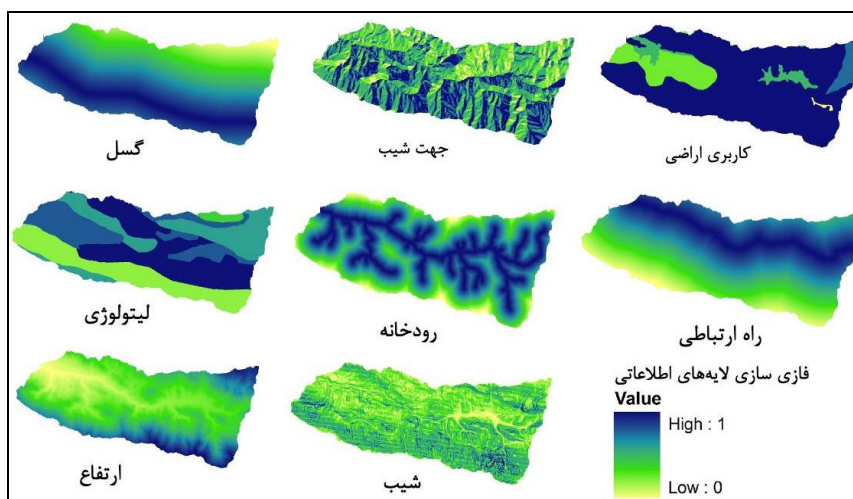 گسل
جهت شیب
کاربری اراضی
لیتولوژی
رودخانه
راه ارتباطی
ارتفاع
شیب
فازی سازی لایه‌های اطلاعاتی
Value
High : 1
Low : 0